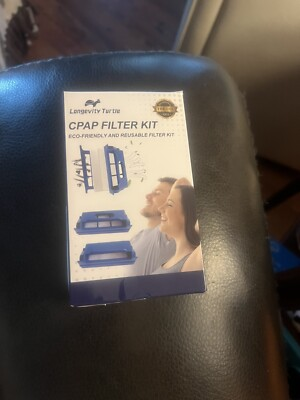 Longevity Turtle
CPAP FILTER KIT
ECO-FRIENDLY AND REUSABLE FILTER KIT